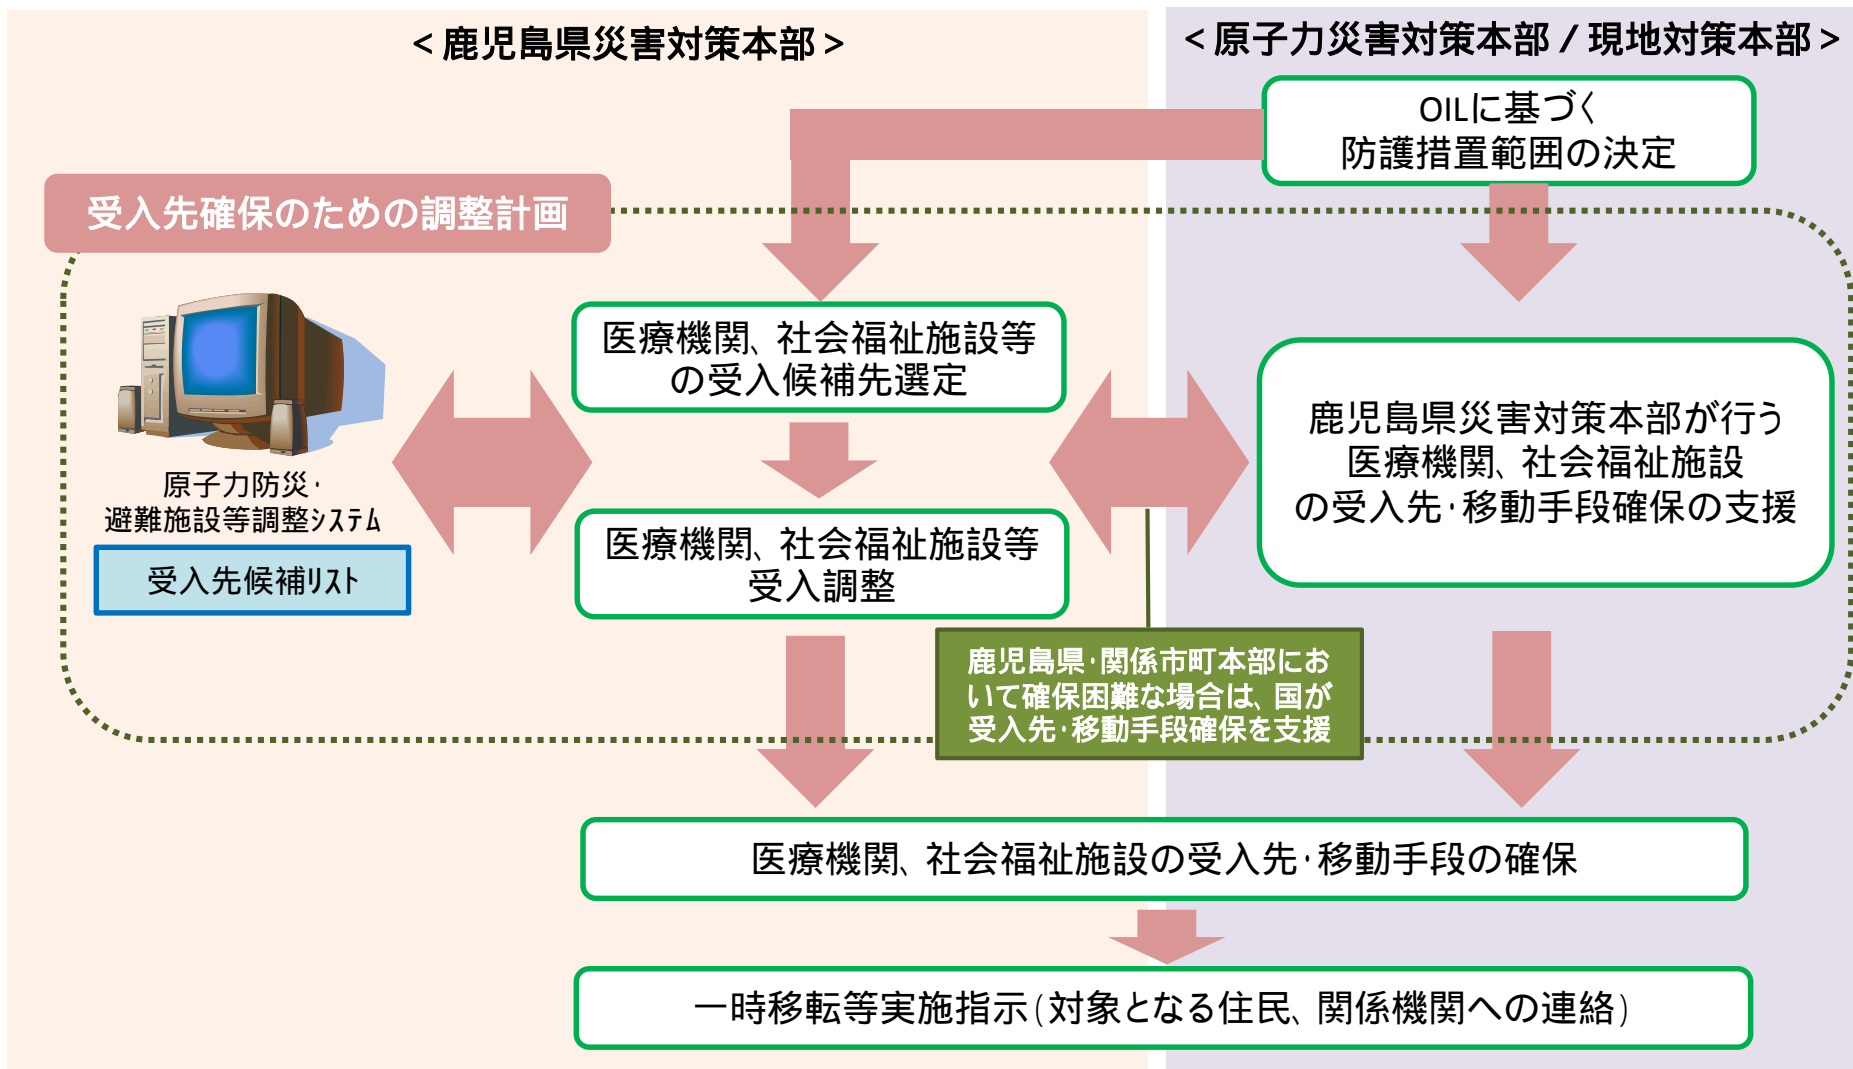 <鹿児島県災害対策本部>
<原子力災害対策本部/現地対策本部>
OILに基づく
防護措置範囲の決定
受入先確保のための調整計画
医療機関、社会福祉施設等
の受入候補先選定
原子力防災・
避難施設等調整ｼｽﾃﾑ
受入先候補ﾘｽﾄ
医療機関、社会福祉施設等
受入調整
鹿児島県災害対策本部が行う
医療機関、社会福祉施設
の受入先・移動手段確保の支援
鹿児島県・関係市町本部にお
いて確保困難な場合は、国が
受入先・移動手段確保を支援
医療機関、社会福祉施設の受入先・移動手段の確保
一時移転等実施指示(対象となる住民、関係機関への連絡)